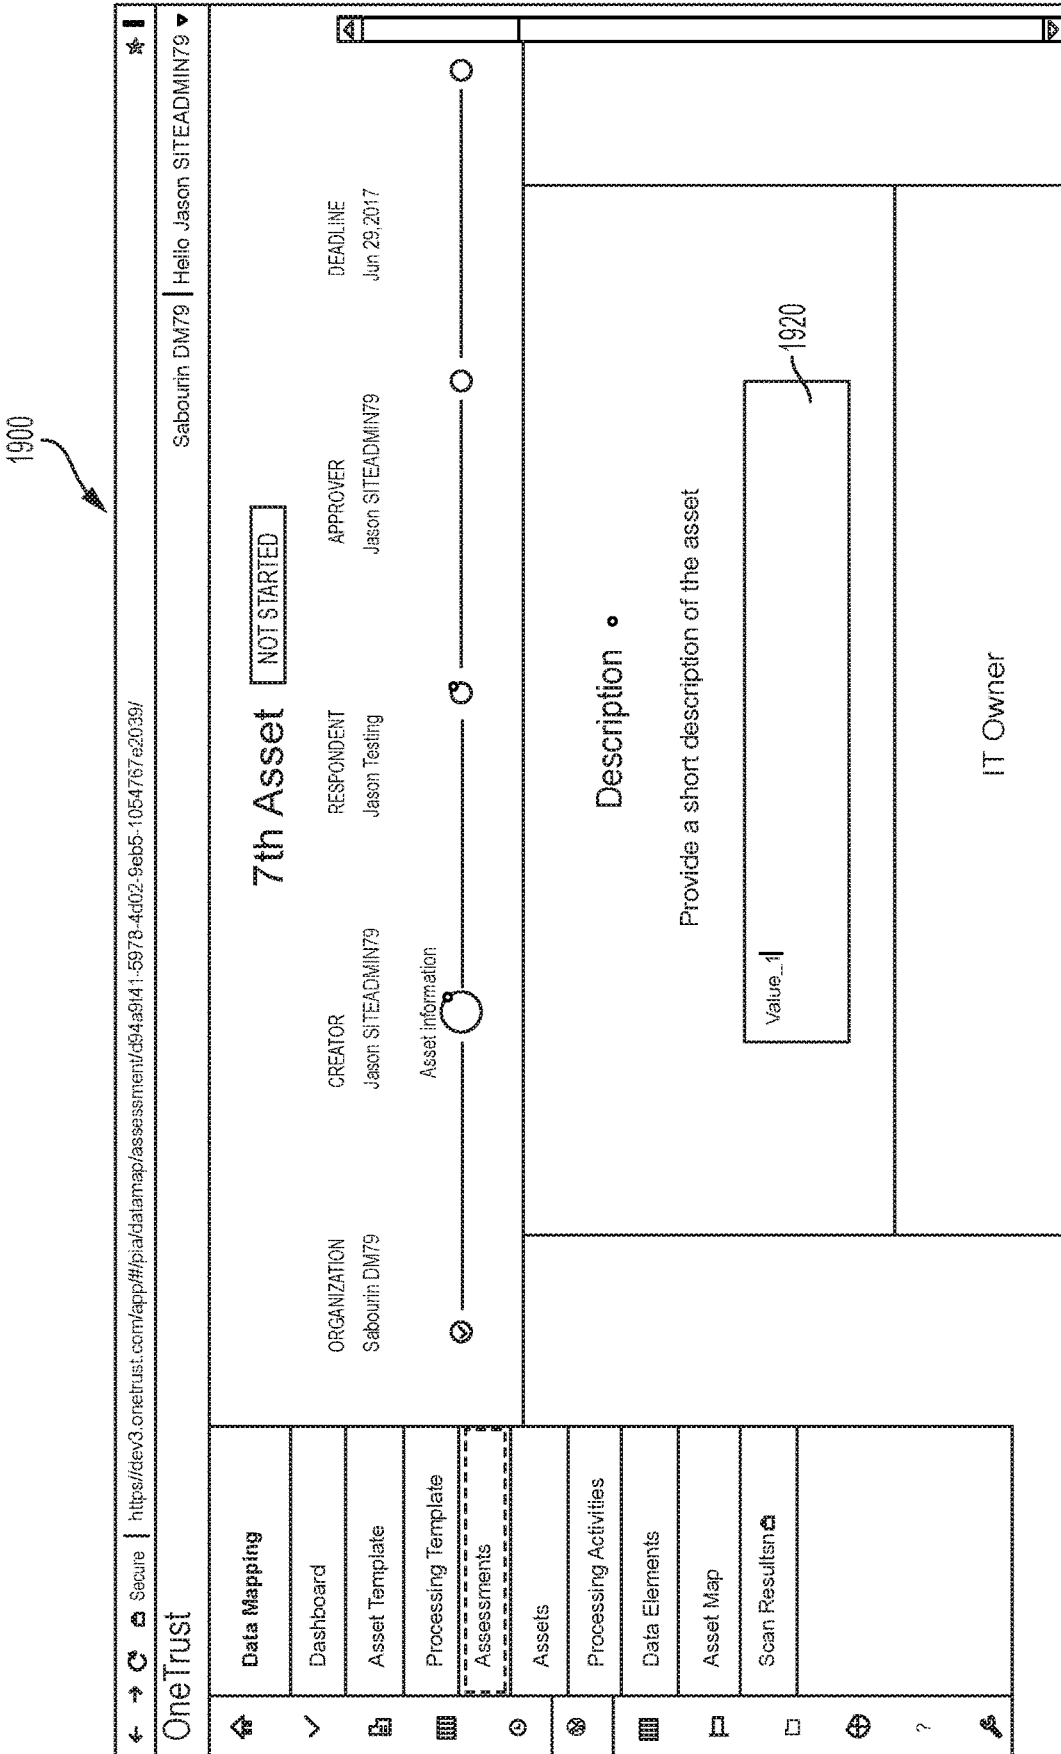 1900
Secure | https//dev3.onetrust.com/app/#/pia/datamap/assessment/d94a9f41-5978-4d02-9eb5-1054767e2039/
OneTrust
Sabourin DM79 | Hello Jason SITEADMIN79
Data Mapping
Dashboard
Asset Template
Processing Template
Assessments
Assets
Processing Activities
Data Elements
Asset Map
Scan Resultsn
?
7th Asset NOT STARTED
ORGANIZATION CREATOR RESPONDENT APPROVER DEADLINE
Sabourin DM79 Jason SITEADMIN79 Jason Testing Jason SITEADMIN79 Jun 29,2017
Asset Information
Description
Provide a short description of the asset
Value_1
1920
IT Owner